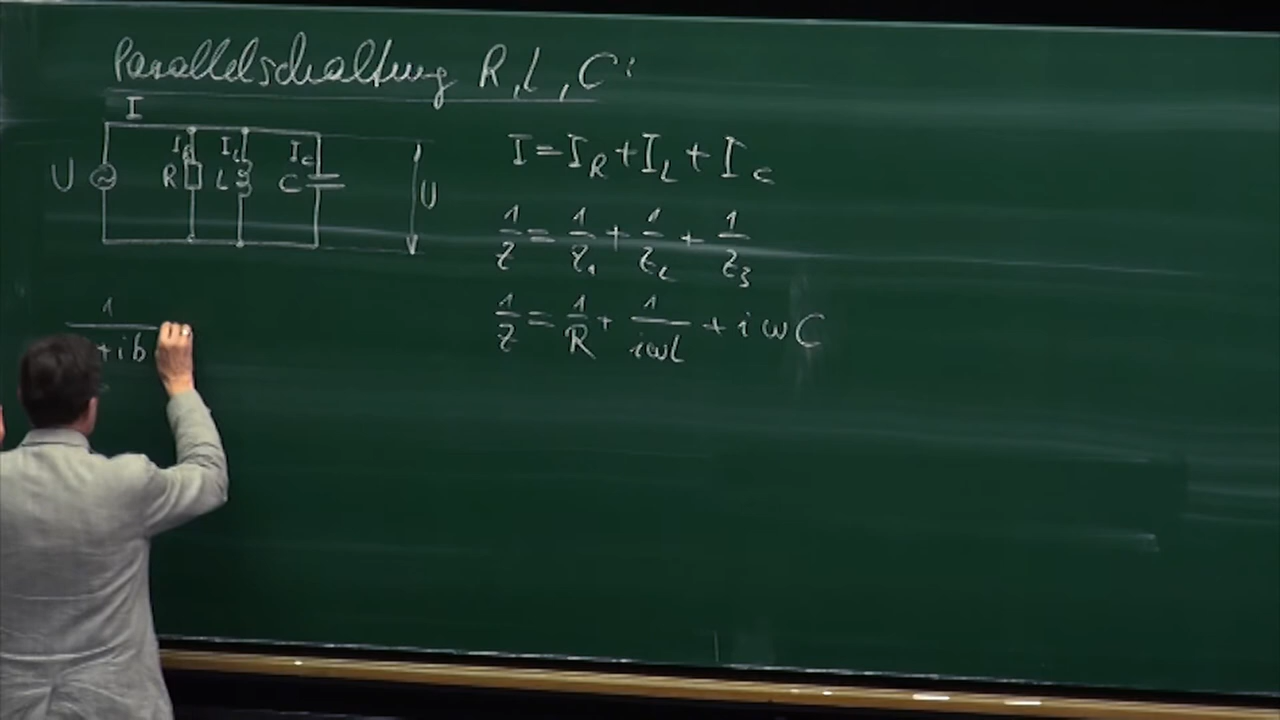 Parallelschaltung R, L, C:
I
I_R I_L I_C
U R L C U
I = I_R + I_L + I_C
1/Z = 1/Z_1 + 1/Z_2 + 1/Z_3
1/Z = 1/R + 1/iωL + iωC
1/+ib